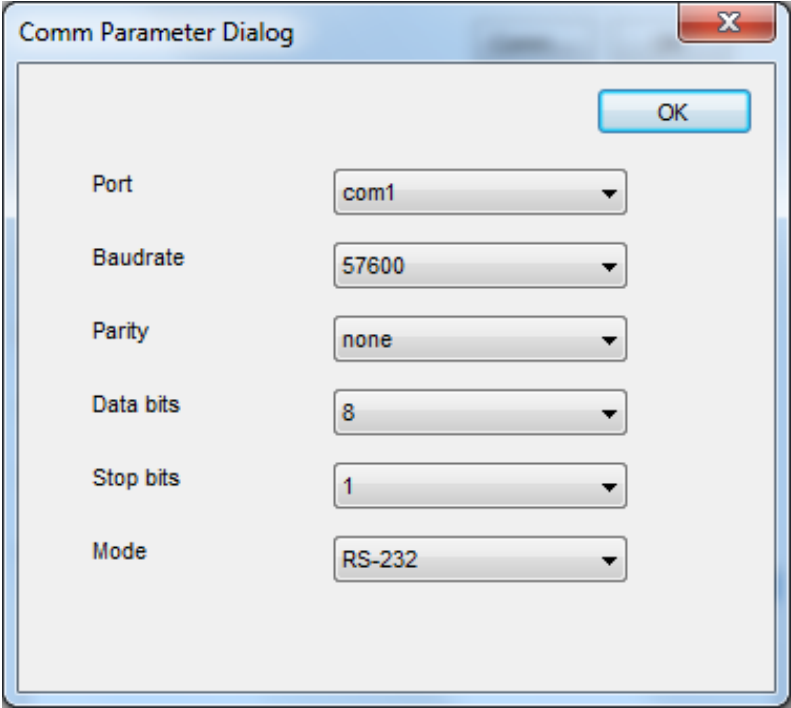 Comm Parameter Dialog
OK
Port com1
Baudrate 57600
Parity none
Data bits 8
Stop bits 1
Mode RS-232